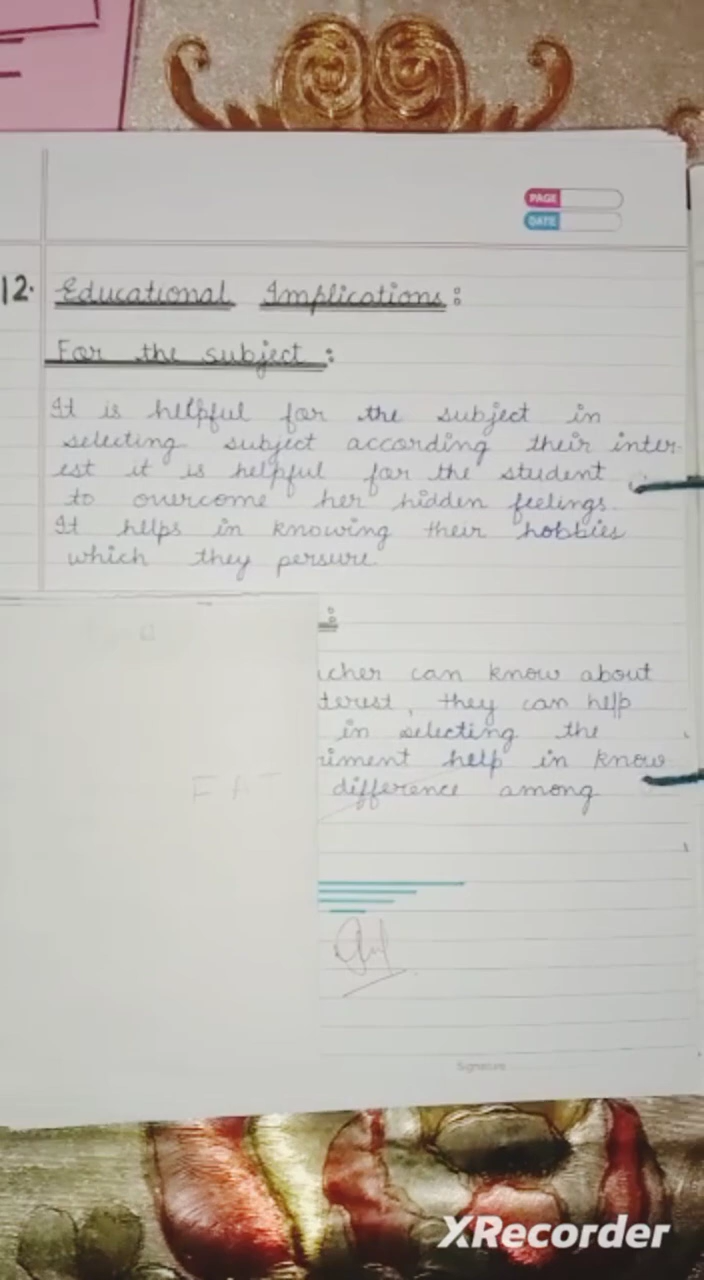 PAGE
DATE
12. Educational Implications:
For the subject:
It is helpful for the subject in
selecting subject according their inter-
est it is helpful for the student
to overcome her hidden feelings.
It helps in knowing their hobbies
which they persure
:
cher can know about
terest, they can help
in selecting the
riment help in know
difference among
Signature
XRecorder